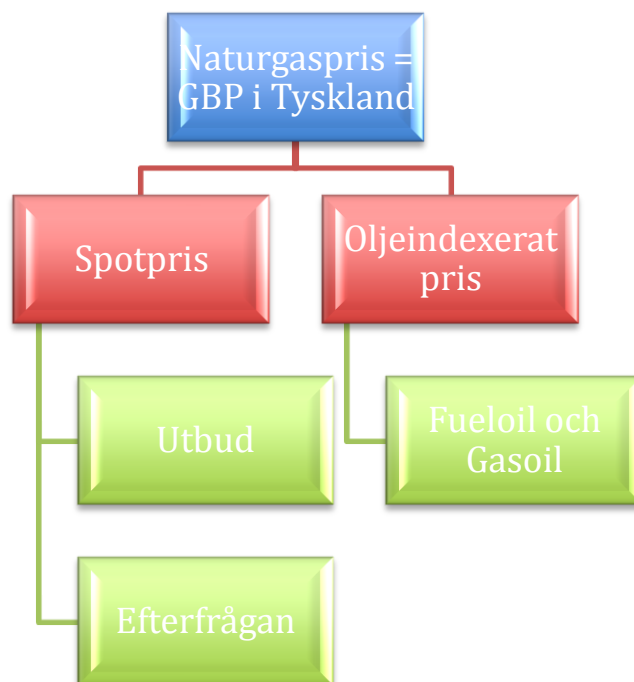 Naturgaspris =
GBP i Tyskland
Spotpris
Oljeindexerat
pris
Utbud
Fueloil och
Gasoil
Efterfrågan